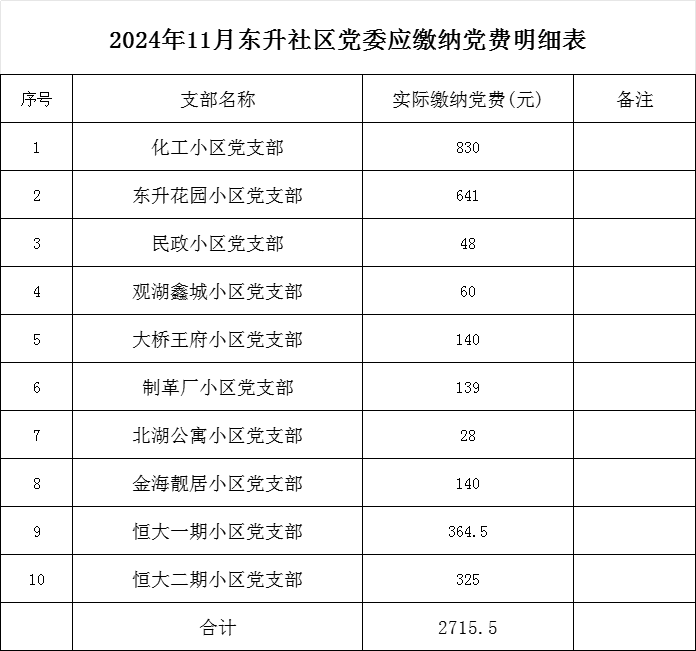 2024年11月东升社区党委应缴纳党费明细表
序号 支部名称 实际缴纳党费(元) 备注
1 化工小区党支部 830
2 东升花园小区党支部 641
3 民政小区党支部 48
4 观湖鑫城小区党支部 60
5 大桥王府小区党支部 140
6 制革厂小区党支部 139
7 北湖公寓小区党支部 28
8 金海靓居小区党支部 140
9 恒大一期小区党支部 364.5
10 恒大二期小区党支部 325
合计 2715.5